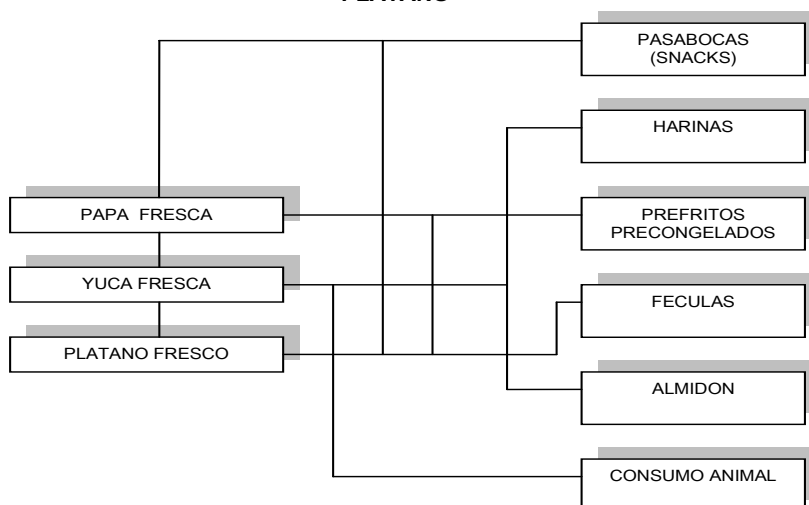 PASABOCAS
(SNACKS)
HARINAS
PAPA FRESCA
PREFRITOS
PRECONGELADOS
YUCA FRESCA
FECULAS
PLATANO FRESCO
ALMIDON
CONSUMO ANIMAL